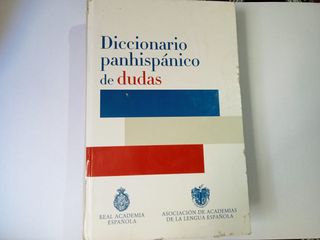 Diccionario
panhispánico
de dudas
REAL ACADEMIA
ESPAÑOLA
ASOCIACIÓN DE ACADEMIAS
DE LA LENGUA ESPAÑOLA